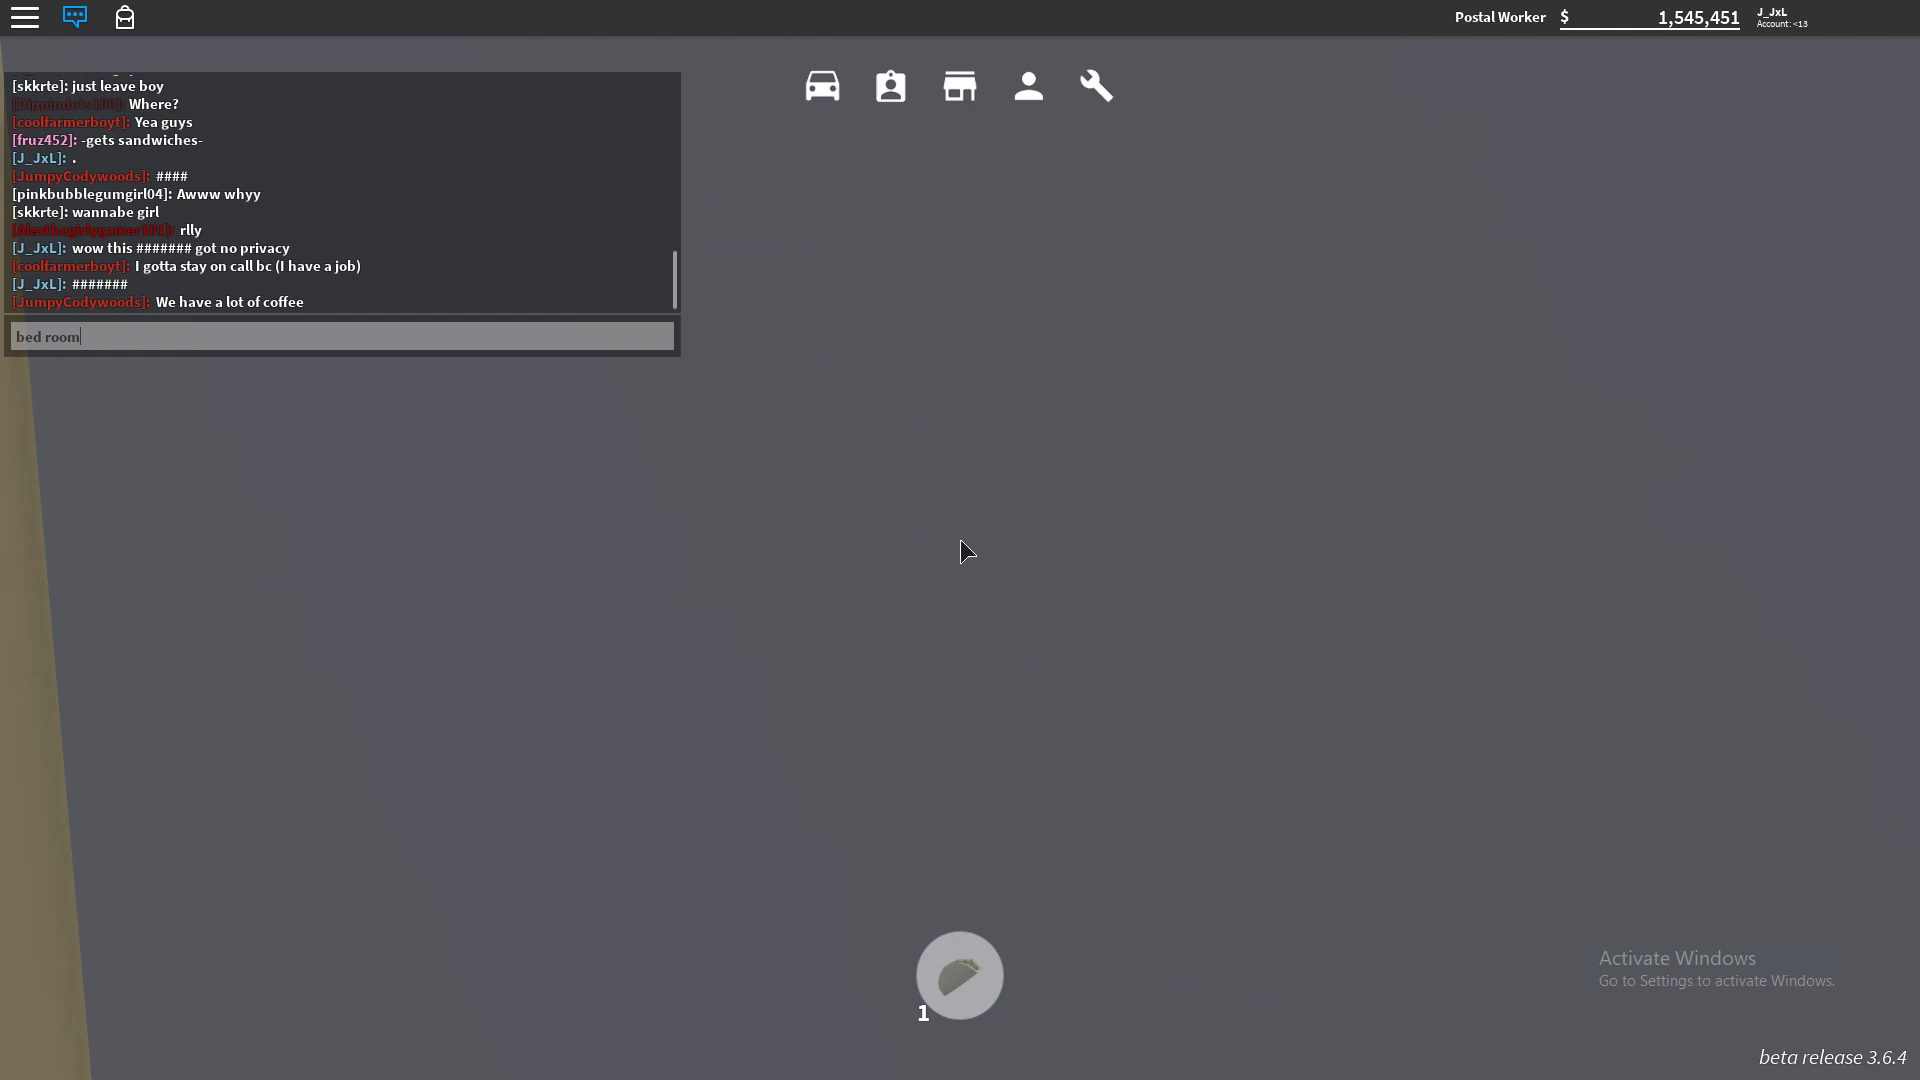 Postal Worker $ 1,545,451 J_JxL
Account: <13
[skkrte]: just leave boy
Where?
[coolfarmerboyt]: Yea guys
[fruz452]: -gets sandwiches-
[J_JxL]: .
[JumpyCodywoods]: ####
[pinkbubblegumgirl04]: Awww whyy
[skkrte]: wannabe girl
[Alexthegirlygamer101]: rlly
[J_JxL]: wow this ####### got no privacy
[coolfarmerboyt]: I gotta stay on call bc (I have a job)
[J_JxL]: #######
[JumpyCodywoods]: We have a lot of coffee
bed room
1
Activate Windows
Go to Settings to activate Windows.
beta release 3.6.4